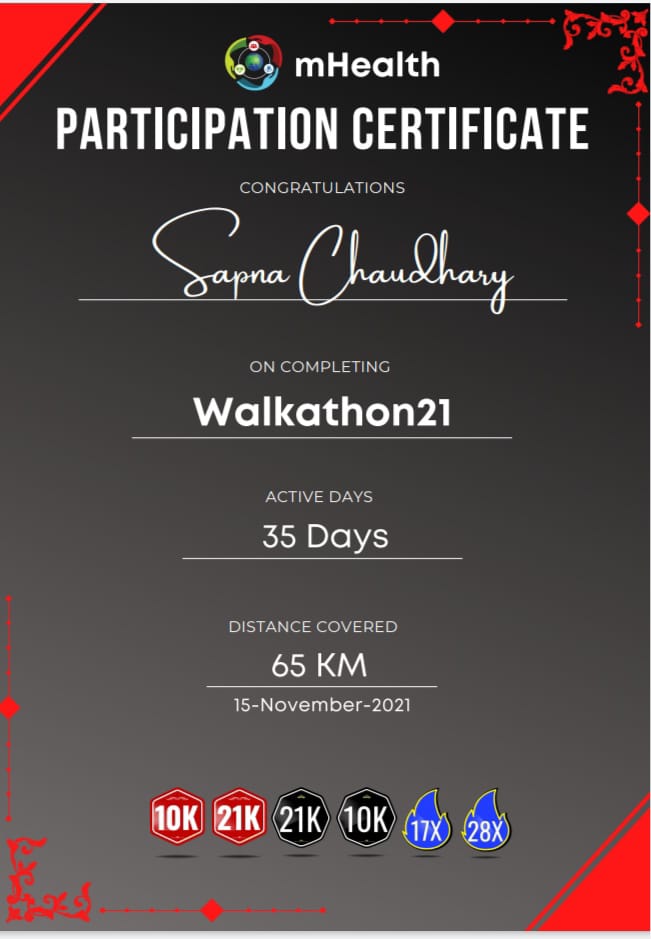 mHealth
PARTICIPATION CERTIFICATE
CONGRATULATIONS
Sapna Chaudhary
ON COMPLETING
Walkathon21
ACTIVE DAYS
35 Days
DISTANCE COVERED
65 KM
15-November-2021
10K 21K 21K 10K 17X 28X